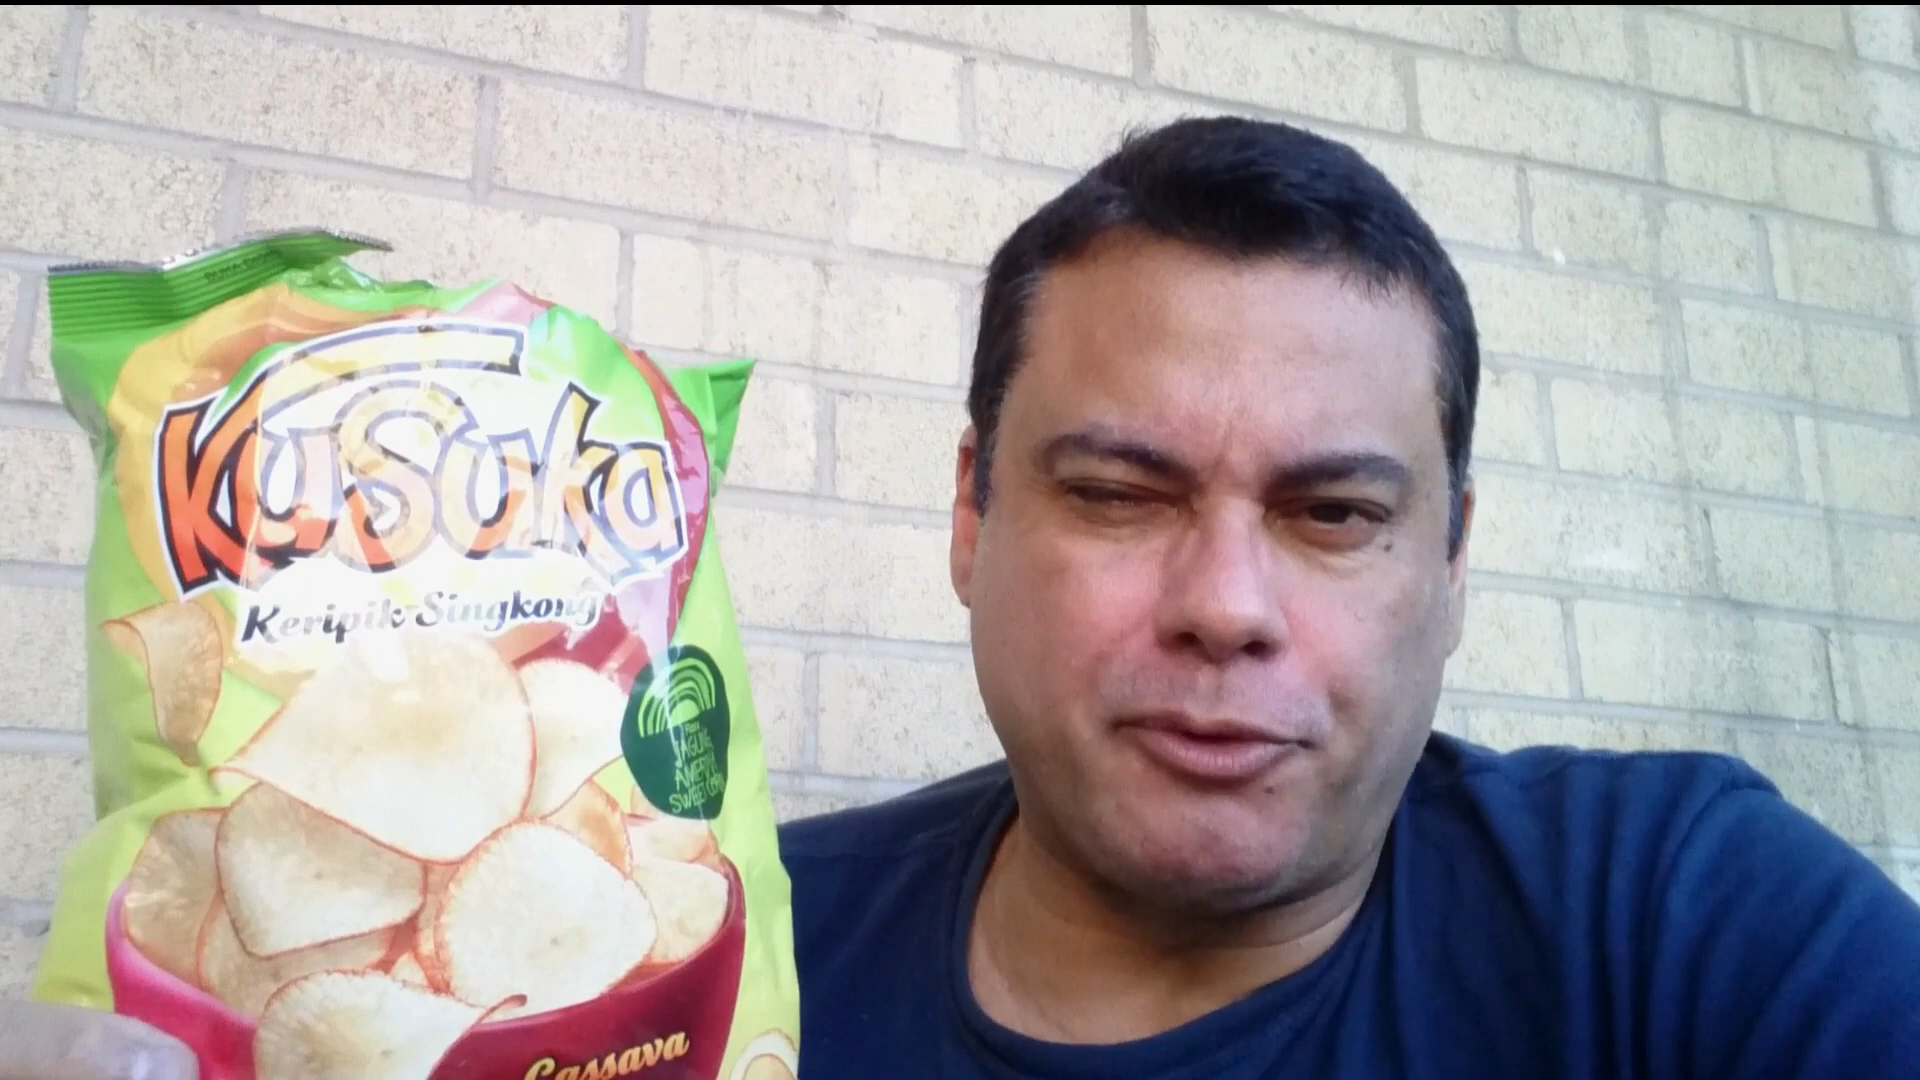 Kusuka
Keripik Singkong
Rasa
JAGUNG
AMERIKA
SWEET CORN
Cassava